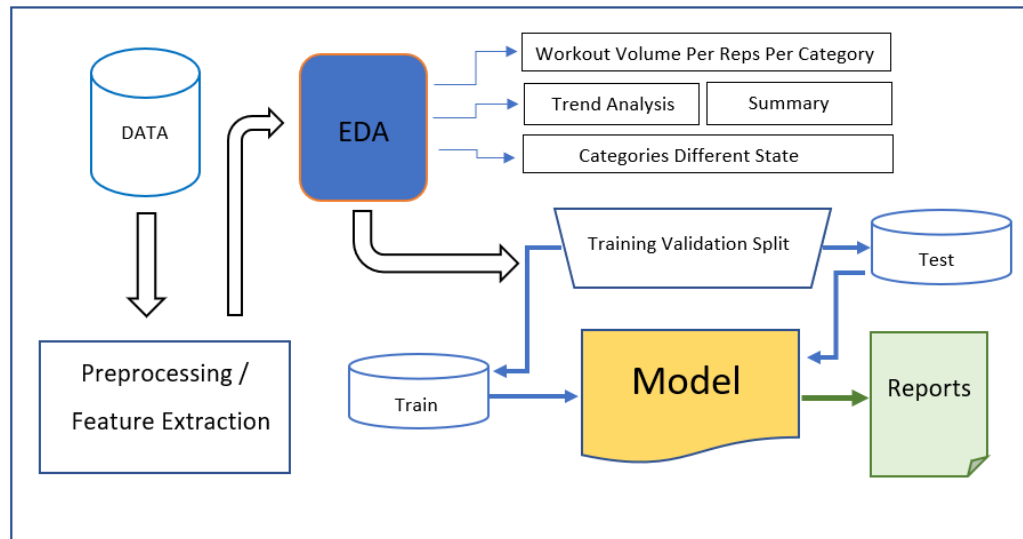 Workout Volume Per Reps Per Category
DATA
EDA
Trend Analysis
Summary
Categories Different State
Training Validation Split
Test
Preprocessing /
Feature Extraction
Train
Model
Reports